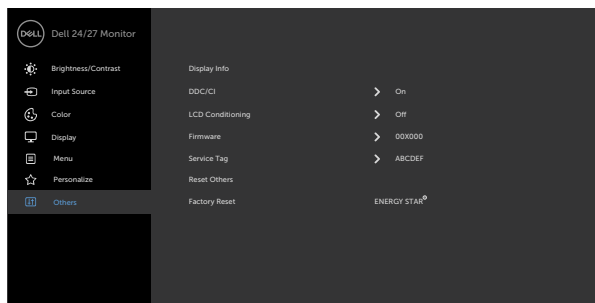 DELL Dell 24/27 Monitor
Brightness/Contrast Display Info
Input Source DDC/CI On
Color LCD Conditioning Off
Display Firmware 00X000
Menu Service Tag ABCDEF
Personalize Reset Others
Others Factory Reset ENERGY STAR®